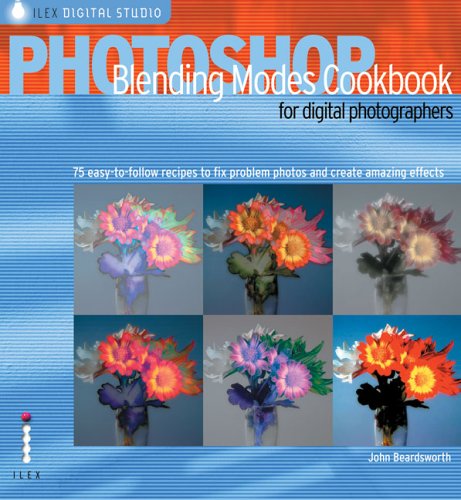 ILEX DIGITAL STUDIO
PHOTOSHOP
Blending Modes Cookbook
for digital photographers
75 easy-to-follow recipes to fix problem photos and create amazing effects
John Beardsworth
ILEX